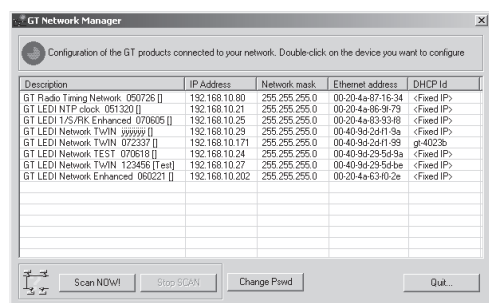 GT Network Manager
Configuration of the GT products connected to your network. Double-click on the device you want to configure
Description IP Address Network mask Ethernet address DHCP Id
GT Radio Timing Network 050726 [] 192.168.10.80 255.255.255.0 00-20-4a-87-16-34 <Fixed IP>
GT LEDI NTP clock 051320 [] 192.168.10.21 255.255.255.0 00-20-4a-86-9f-79 <Fixed IP>
GT LEDI 1/S/RK Enhanced 070605 [] 192.168.10.25 255.255.255.0 00-20-4a-83-93-f8 <Fixed IP>
GT LEDI Network TWIN ÿÿÿÿÿÿ [] 192.168.10.29 255.255.255.0 00-40-9d-2d-f1-9a <Fixed IP>
GT LEDI Network TWIN 072337 [] 192.168.10.171 255.255.255.0 00-40-9d-2d-f1-99 gt-4023b
GT LEDI Network TEST 070618 [] 192.168.10.24 255.255.255.0 00-40-9d-29-5d-9a <Fixed IP>
GT LEDI Network TWIN 123456 [Test] 192.168.10.27 255.255.255.0 00-40-9d-29-5d-be <Fixed IP>
GT LEDI Network Enhanced 060221 [] 192.168.10.202 255.255.255.0 00-20-4a-63-f0-2e <Fixed IP>
Scan NOW! Stop SCAN Change Pswd Quit...